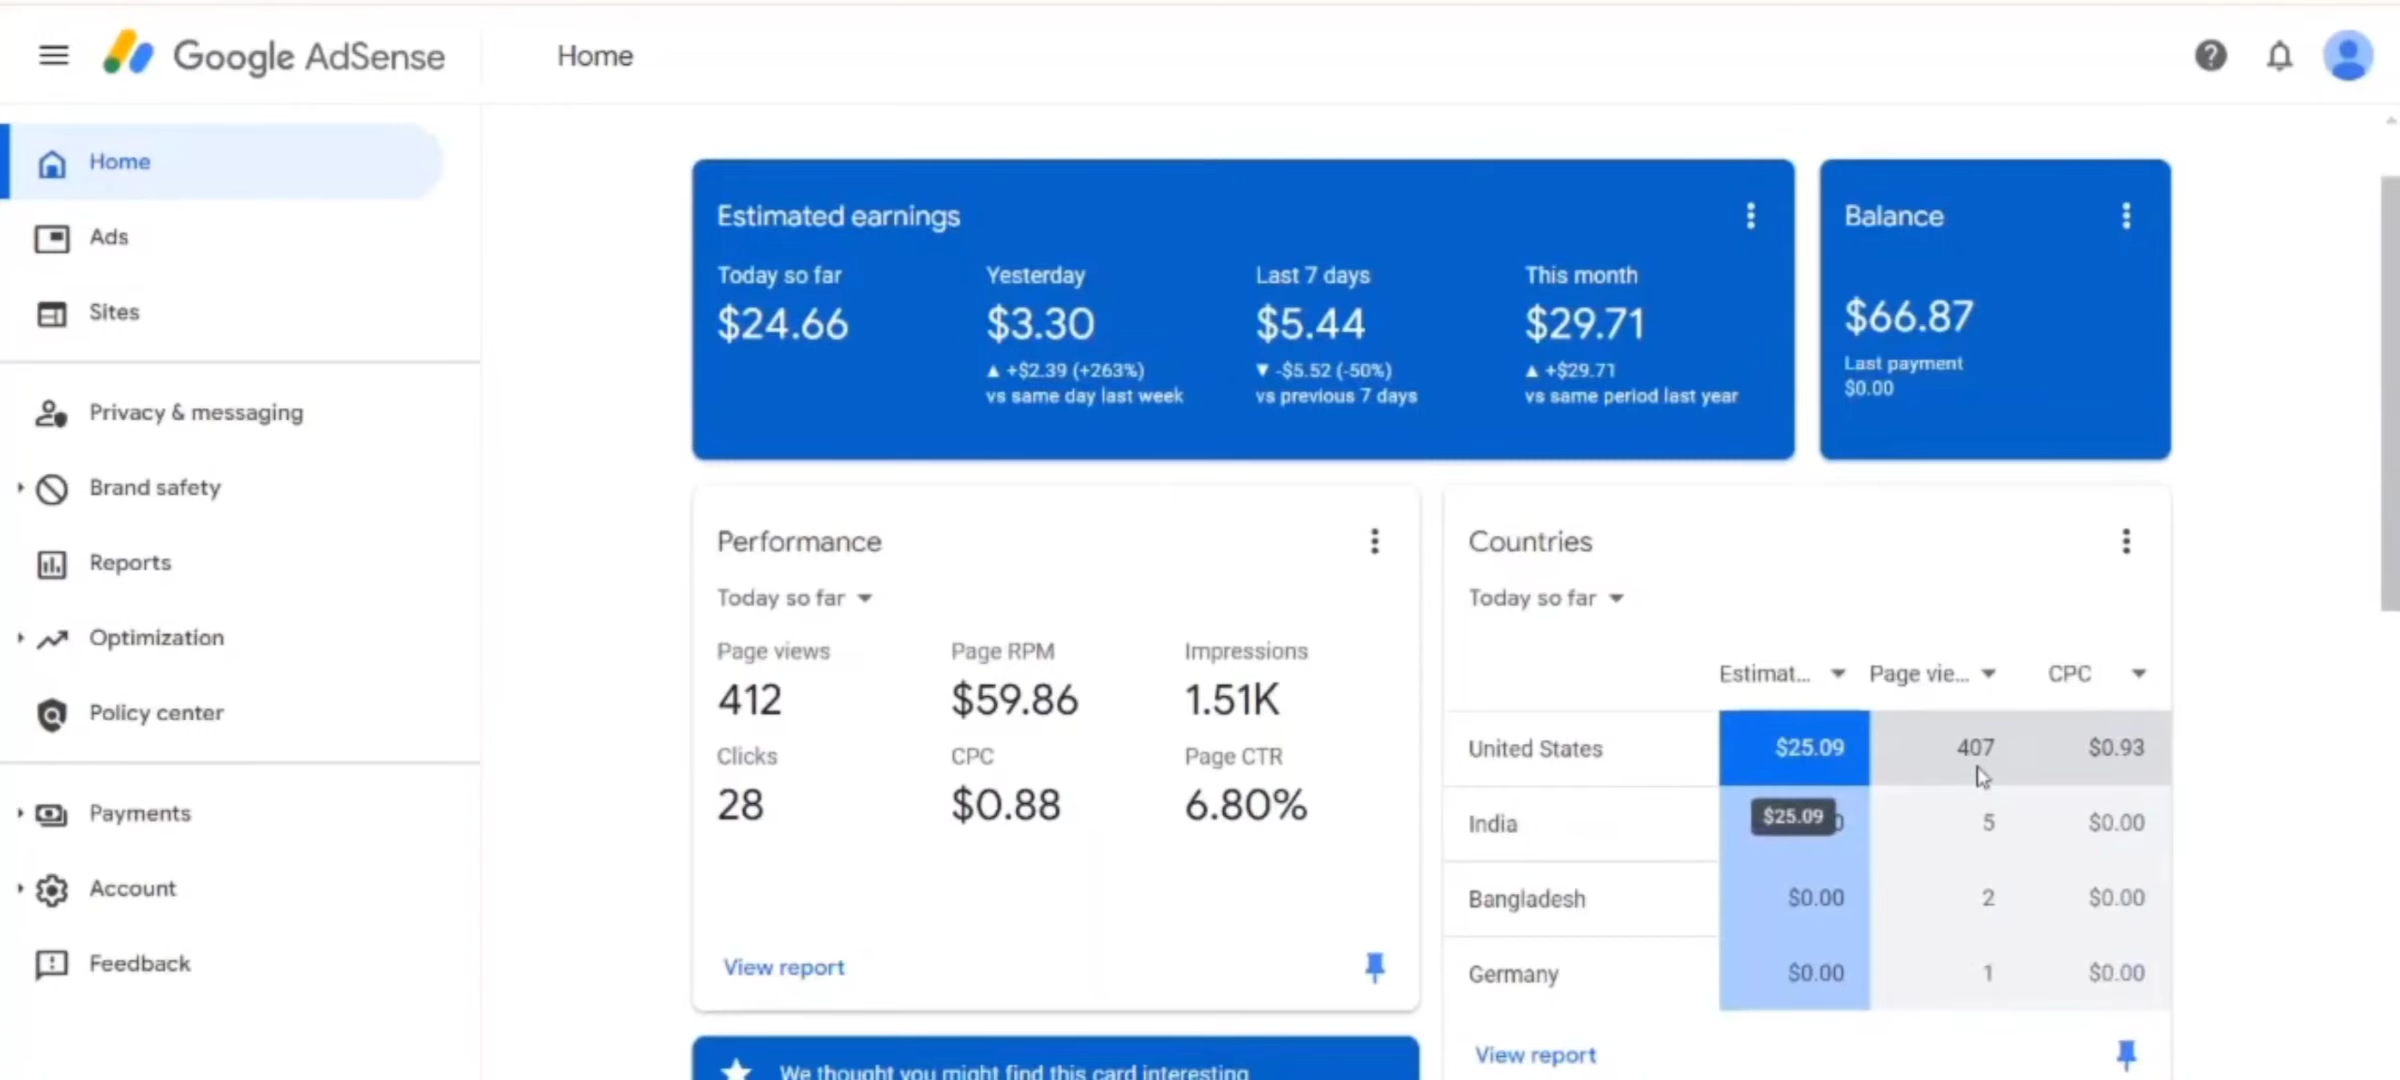 Google AdSense
Home
Home
Ads
Sites
Privacy & messaging
Brand safety
Reports
Optimization
Policy center
Payments
Account
Feedback
Estimated earnings
Today so far
$24.66
Yesterday
$3.30
▲ +$2.39 (+263%)
vs same day last week
Last 7 days
$5.44
▼ -$5.52 (-50%)
vs previous 7 days
This month
$29.71
▲ +$29.71
vs same period last year
Balance
$66.87
Last payment
$0.00
Performance
Today so far
Page views
412
Page RPM
$59.86
Impressions
1.51K
Clicks
28
CPC
$0.88
Page CTR
6.80%
View report
We thought you might find this card interesting
Countries
Today so far
Estimat... Page vie... CPC
United States $25.09 407 $0.93
$25.09
India 5 $0.00
Bangladesh $0.00 2 $0.00
Germany $0.00 1 $0.00
View report